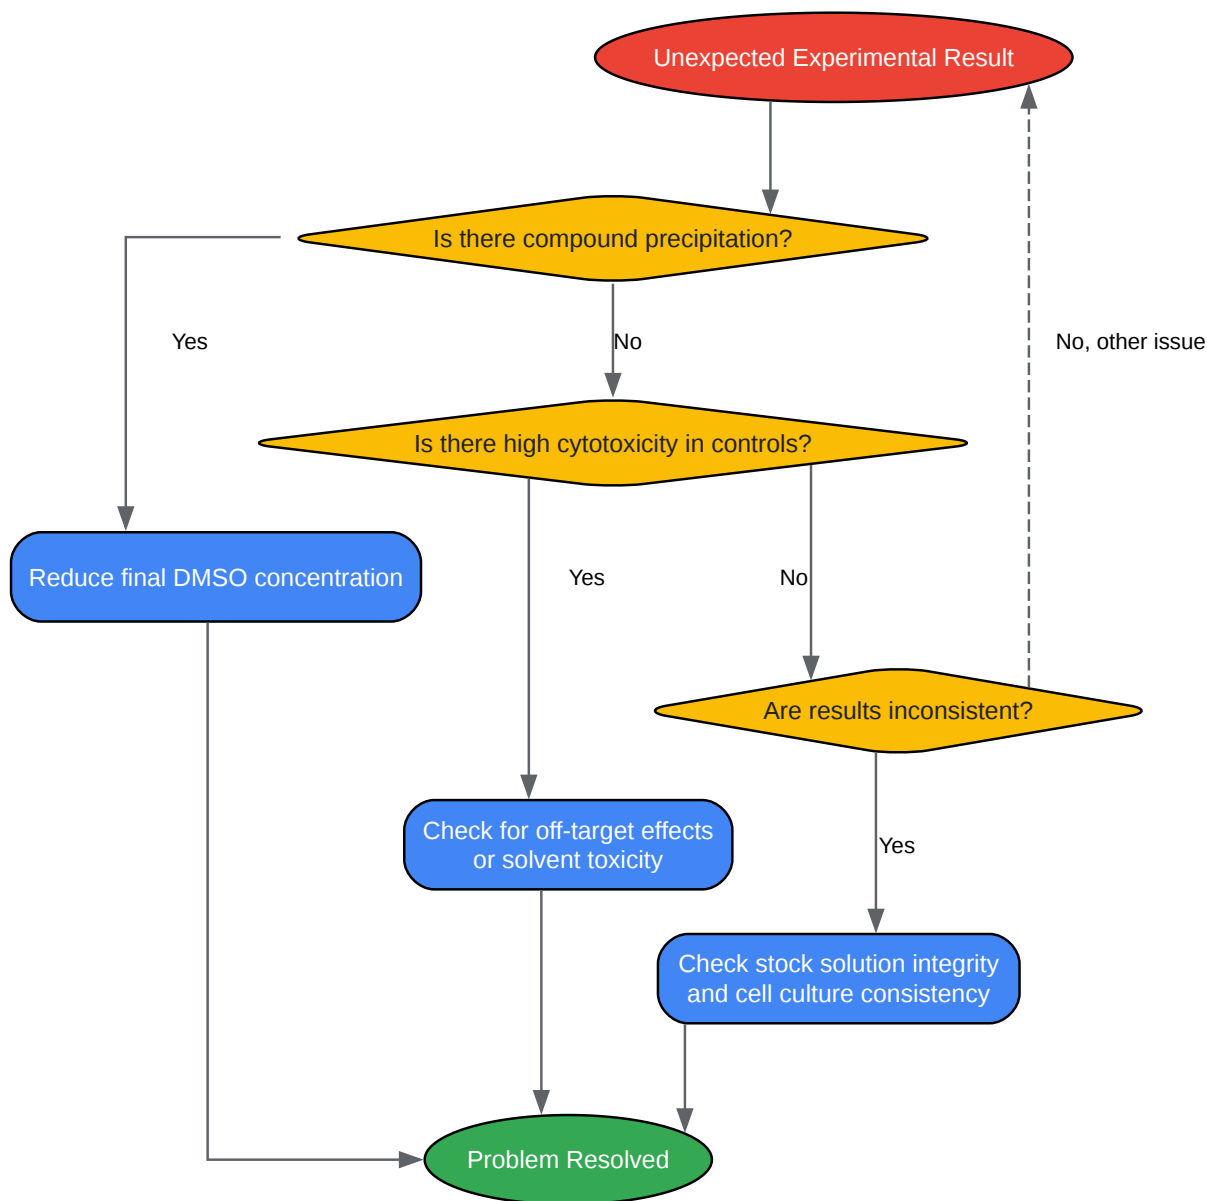 Unexpected Experimental Result
Is there compound precipitation?
Yes
No
No, other issue
Is there high cytotoxicity in controls?
Reduce final DMSO concentration
Yes
No
Are results inconsistent?
Check for off-target effects
or solvent toxicity
Yes
Check stock solution integrity
and cell culture consistency
Problem Resolved